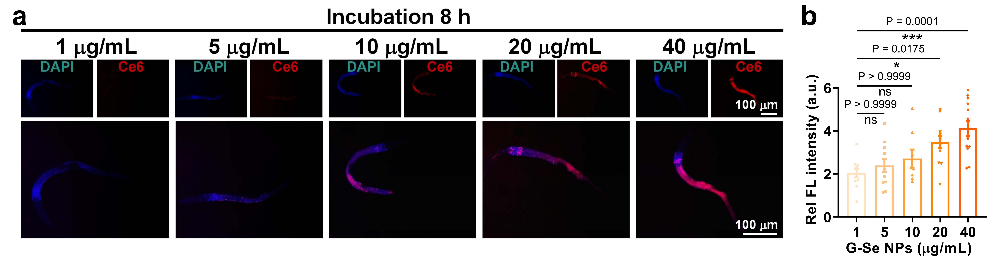 a
Incubation 8 h
1 μg/mL
5 μg/mL
10 μg/mL
20 μg/mL
40 μg/mL
DAPI
Ce6
DAPI
Ce6
DAPI
Ce6
DAPI
Ce6
DAPI
Ce6
100 μm
100 μm
b
P = 0.0001
***
P = 0.0175
*
P > 0.9999
ns
P > 0.9999
ns
Rel FL intensity (a.u.)
6
4
2
0
1 5 10 20 40
G-Se NPs (μg/mL)